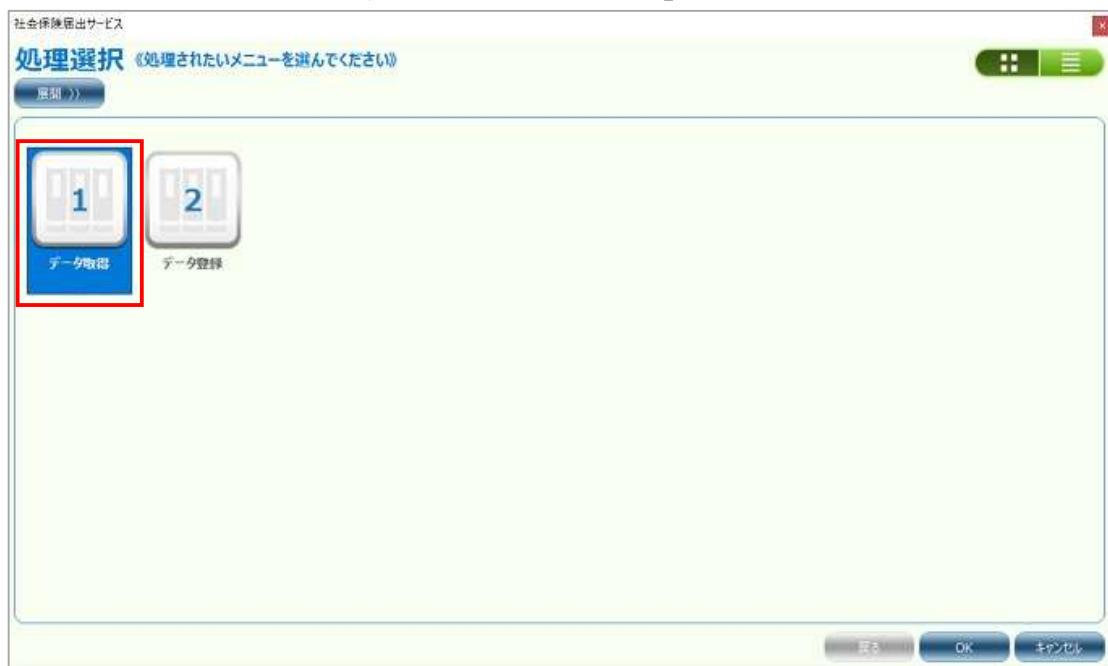 社会保険届出サービス
処理選択 《処理されたいメニューを選んでください》
展開 》
1
2
データ取得
データ登録
戻る
OK
キャンセル